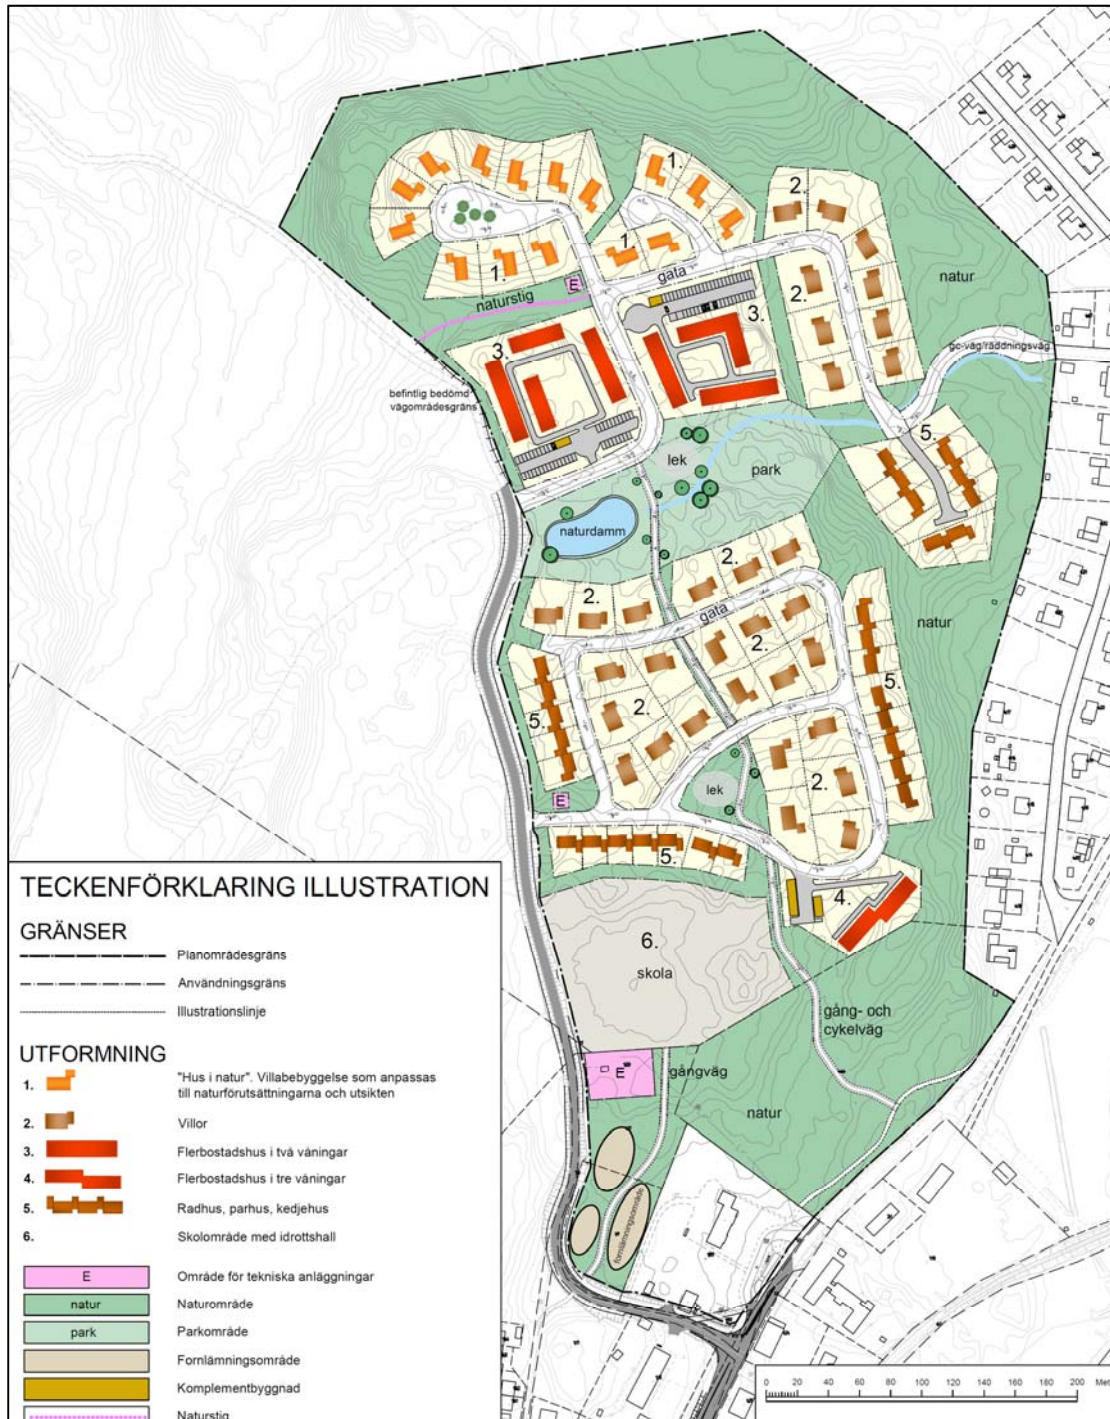 1.
1.
2.
1.
1.
gata
natur
E
naturstig
2.
3.
3.
gc-väg/räddningsväg
befintlig bedömd
vägområdesgräns
5.
lek
park
naturdamm
2.
2.
gata
natur
2.
5.
2.
5.
2.
lek
E
5.
4.
6.
skola
gång- och
cykelväg
E
gångväg
natur
fornlämningsområde
TECKENFÖRKLARING ILLUSTRATION
GRÄNSER
Planområdesgräns
Användningsgräns
Illustrationslinje
UTFORMNING
1. "Hus i natur". Villabebyggelse som anpassas
till naturförutsättningarna och utsikten
2. Villor
3. Flerbostadshus i två våningar
4. Flerbostadshus i tre våningar
5. Radhus, parhus, kedjehus
6. Skolområde med idrottshall
E Område för tekniska anläggningar
natur Naturområde
park Parkområde
Fornlämningsområde
Komplementbyggnad
Naturstig
0 20 40 60 80 100 120 140 160 180 200 Met